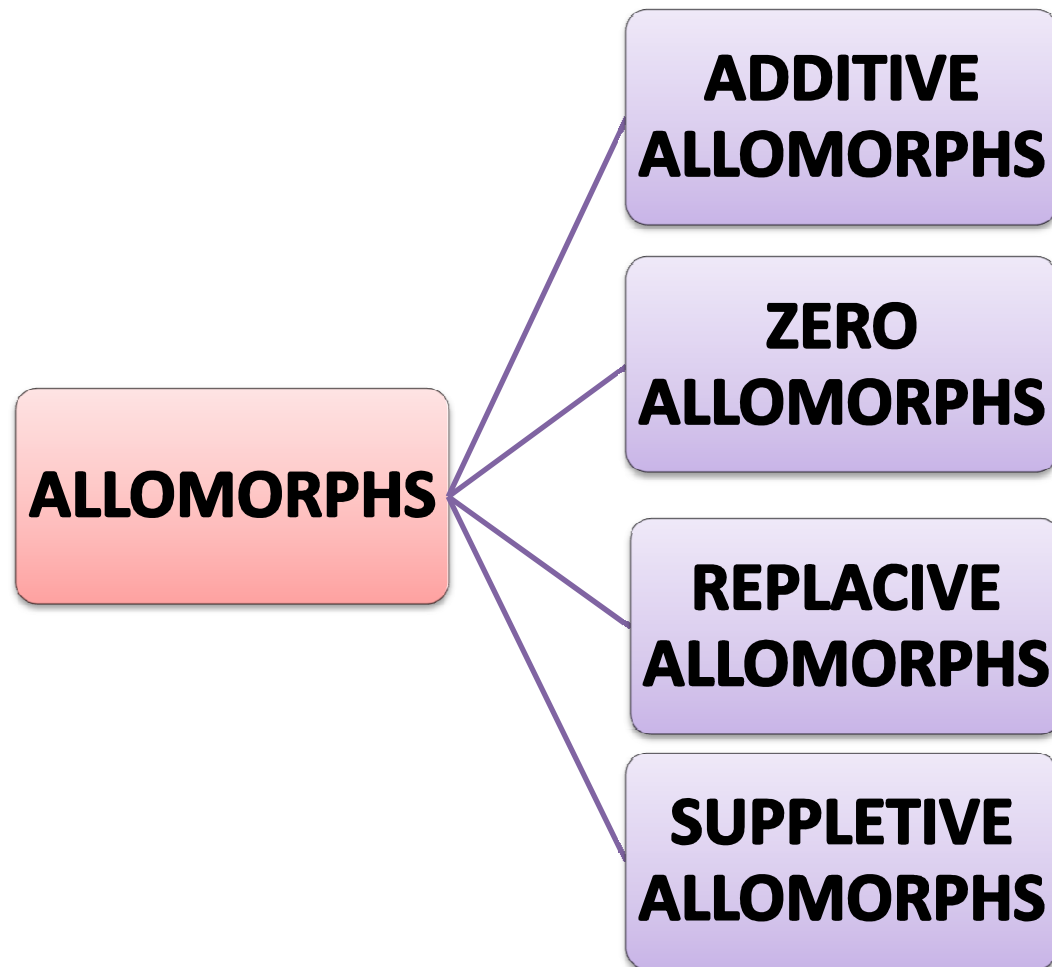 ADDITIVE
ALLOMORPHS
ZERO
ALLOMORPHS
ALLOMORPHS
REPLACIVE
ALLOMORPHS
SUPPLETIVE
ALLOMORPHS